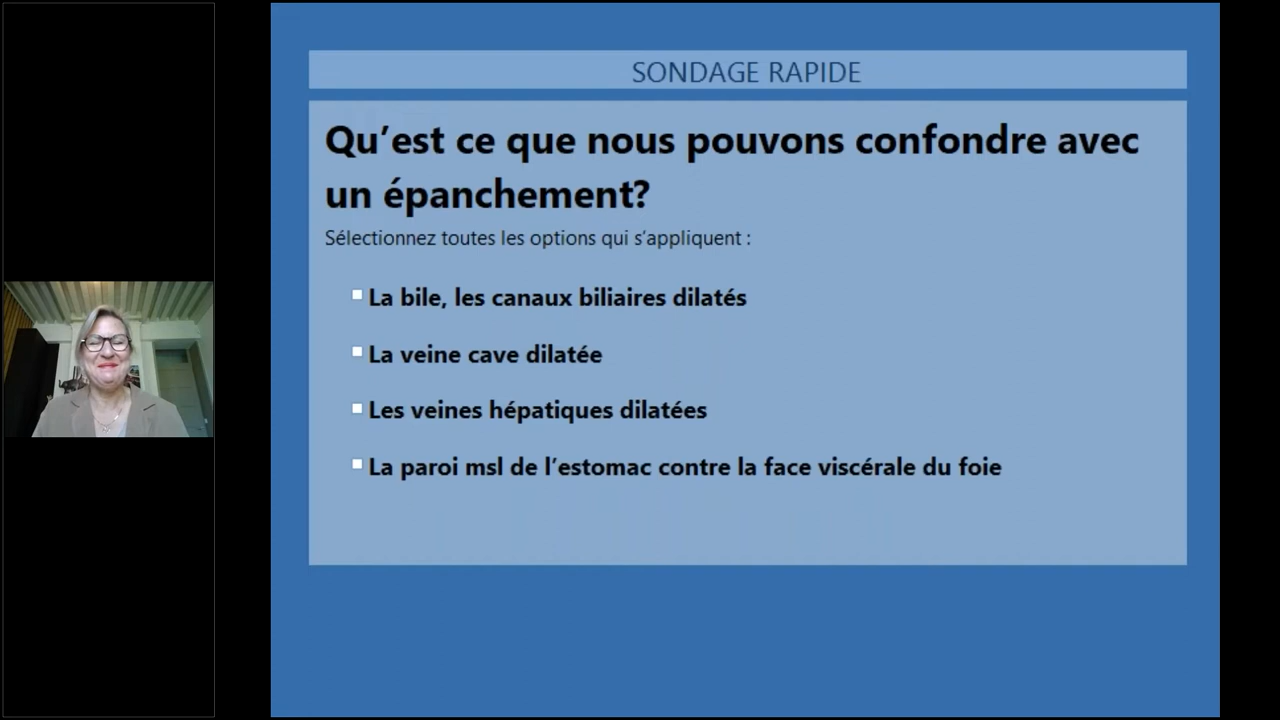 SONDAGE RAPIDE
Qu’est ce que nous pouvons confondre avec
un épanchement?
Sélectionnez toutes les options qui s’appliquent :
La bile, les canaux biliaires dilatés
La veine cave dilatée
Les veines hépatiques dilatées
La paroi msl de l’estomac contre la face viscérale du foie